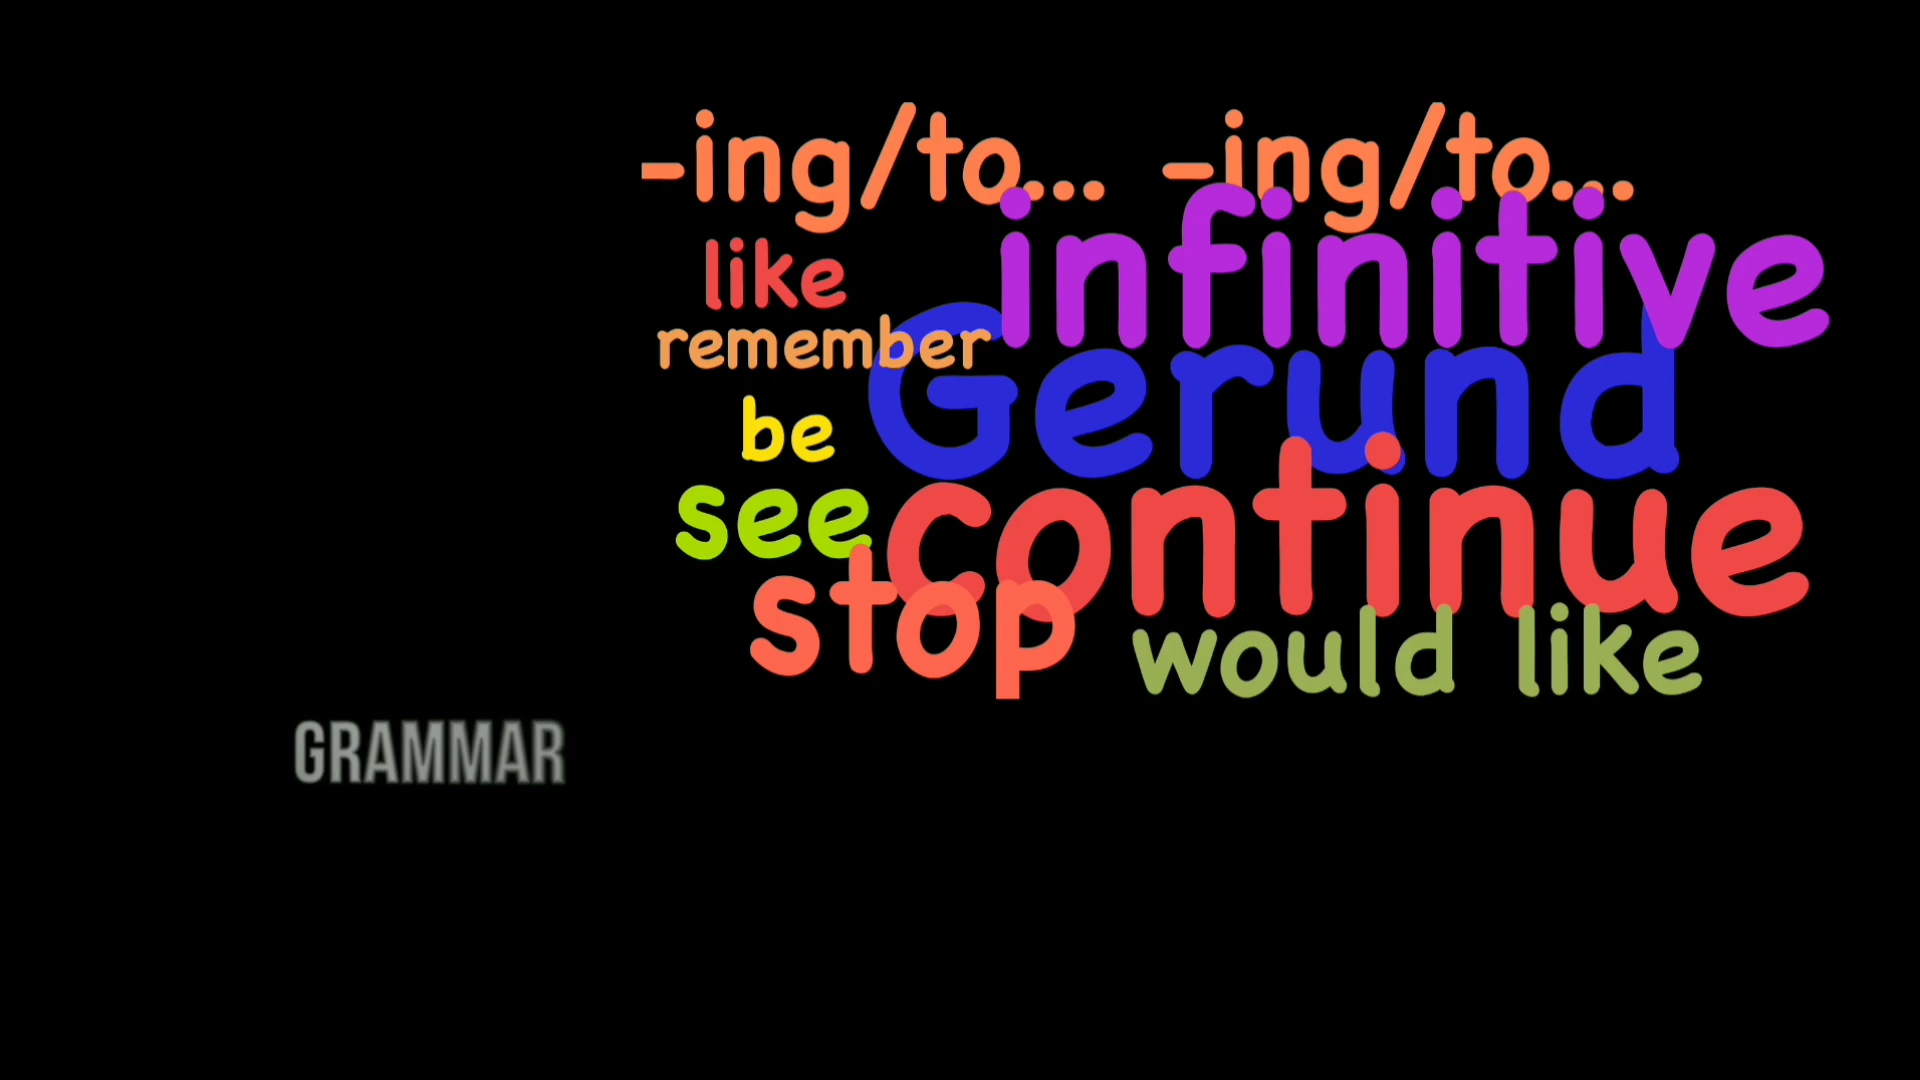 -ing/to... -ing/to...
infinitive
like
remember
Gerund
be
see
continue
stop
would like
GRAMMAR